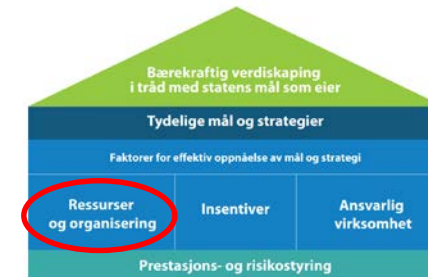 Bærekraftig verdiskaping
i tråd med statens mål som eier
Tydelige mål og strategier
Faktorer for effektiv oppnåelse av mål og strategi
Ressurser
og organisering
Insentiver
Ansvarlig
virksomhet
Prestasjons- og risikostyring